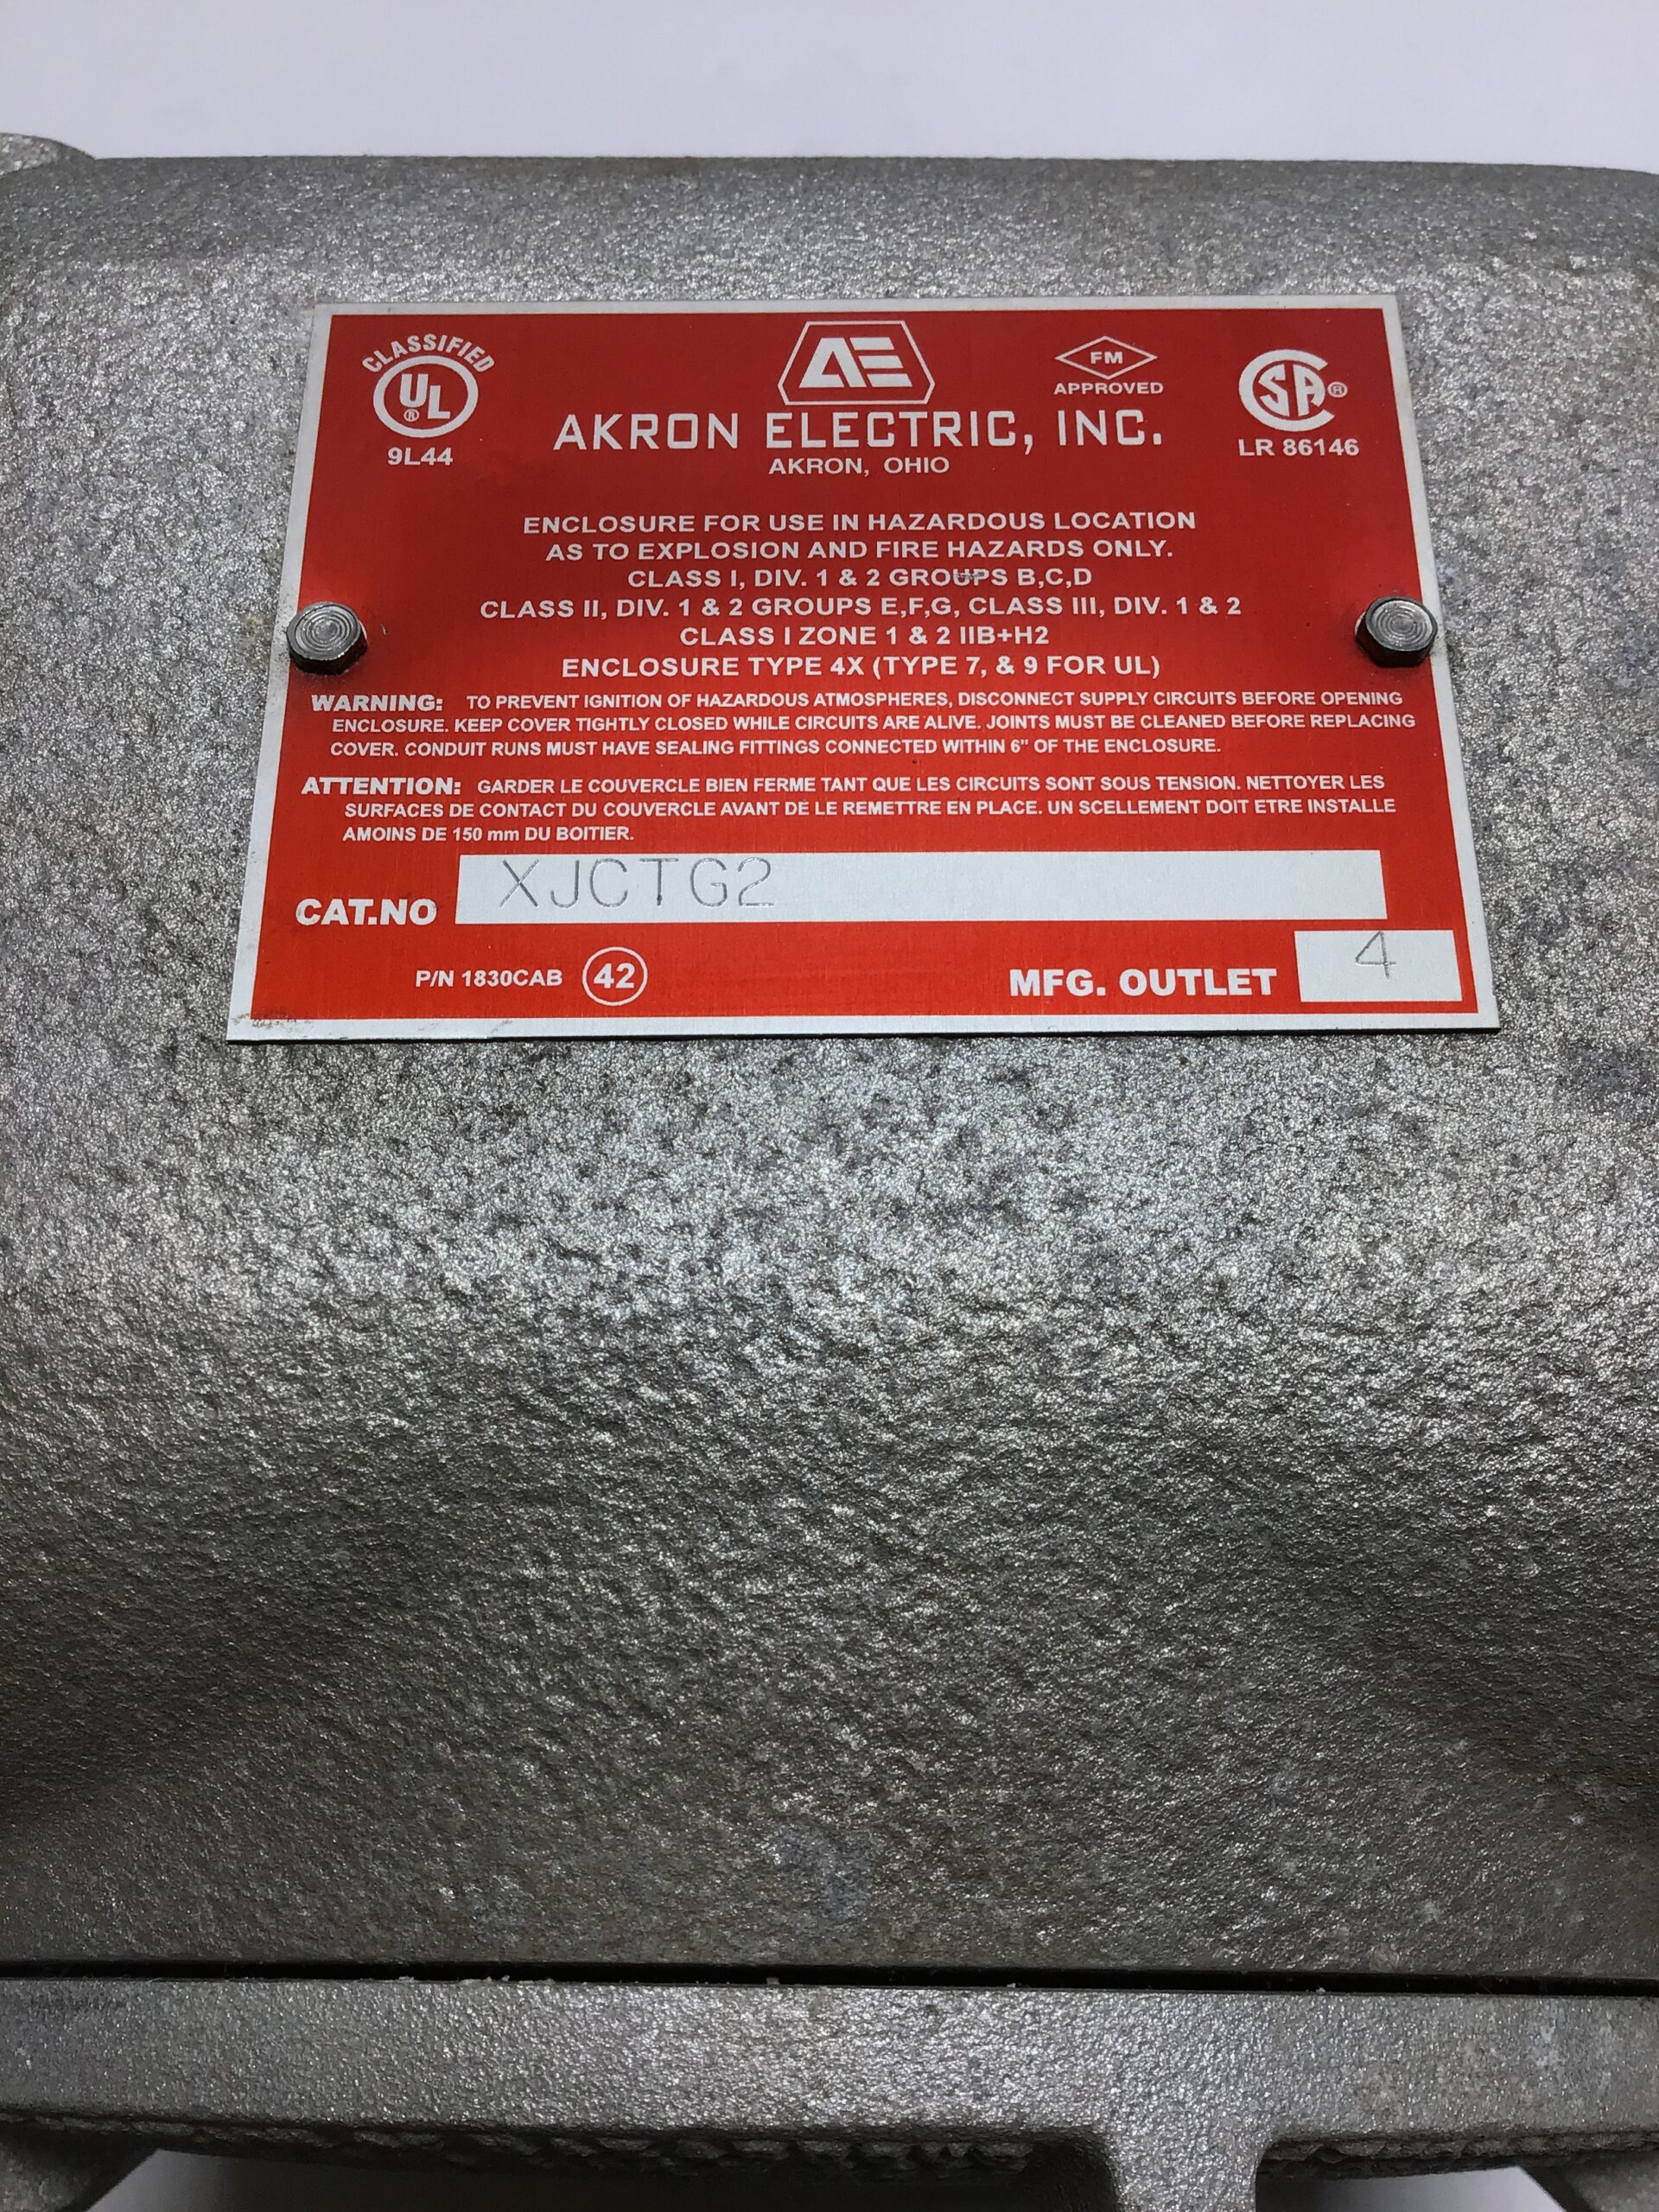 CLASSIFIED
UL ®
9L44
AE
FM
APPROVED
SA ®
LR 86146
AKRON ELECTRIC, INC.
AKRON, OHIO
ENCLOSURE FOR USE IN HAZARDOUS LOCATION
AS TO EXPLOSION AND FIRE HAZARDS ONLY.
CLASS I, DIV. 1 & 2 GROUPS B,C,D
CLASS II, DIV. 1 & 2 GROUPS E,F,G, CLASS III, DIV. 1 & 2
CLASS I ZONE 1 & 2 IIB+H2
ENCLOSURE TYPE 4X (TYPE 7, & 9 FOR UL)
WARNING: TO PREVENT IGNITION OF HAZARDOUS ATMOSPHERES, DISCONNECT SUPPLY CIRCUITS BEFORE OPENING
ENCLOSURE. KEEP COVER TIGHTLY CLOSED WHILE CIRCUITS ARE ALIVE. JOINTS MUST BE CLEANED BEFORE REPLACING
COVER. CONDUIT RUNS MUST HAVE SEALING FITTINGS CONNECTED WITHIN 6" OF THE ENCLOSURE.
ATTENTION: GARDER LE COUVERCLE BIEN FERME TANT QUE LES CIRCUITS SONT SOUS TENSION. NETTOYER LES
SURFACES DE CONTACT DU COUVERCLE AVANT DE LE REMETTRE EN PLACE. UN SCELLEMENT DOIT ETRE INSTALLE
AMOINS DE 150 mm DU BOITIER.
CAT.NO XJCTG2
P/N 1830CAB 42 MFG. OUTLET 4